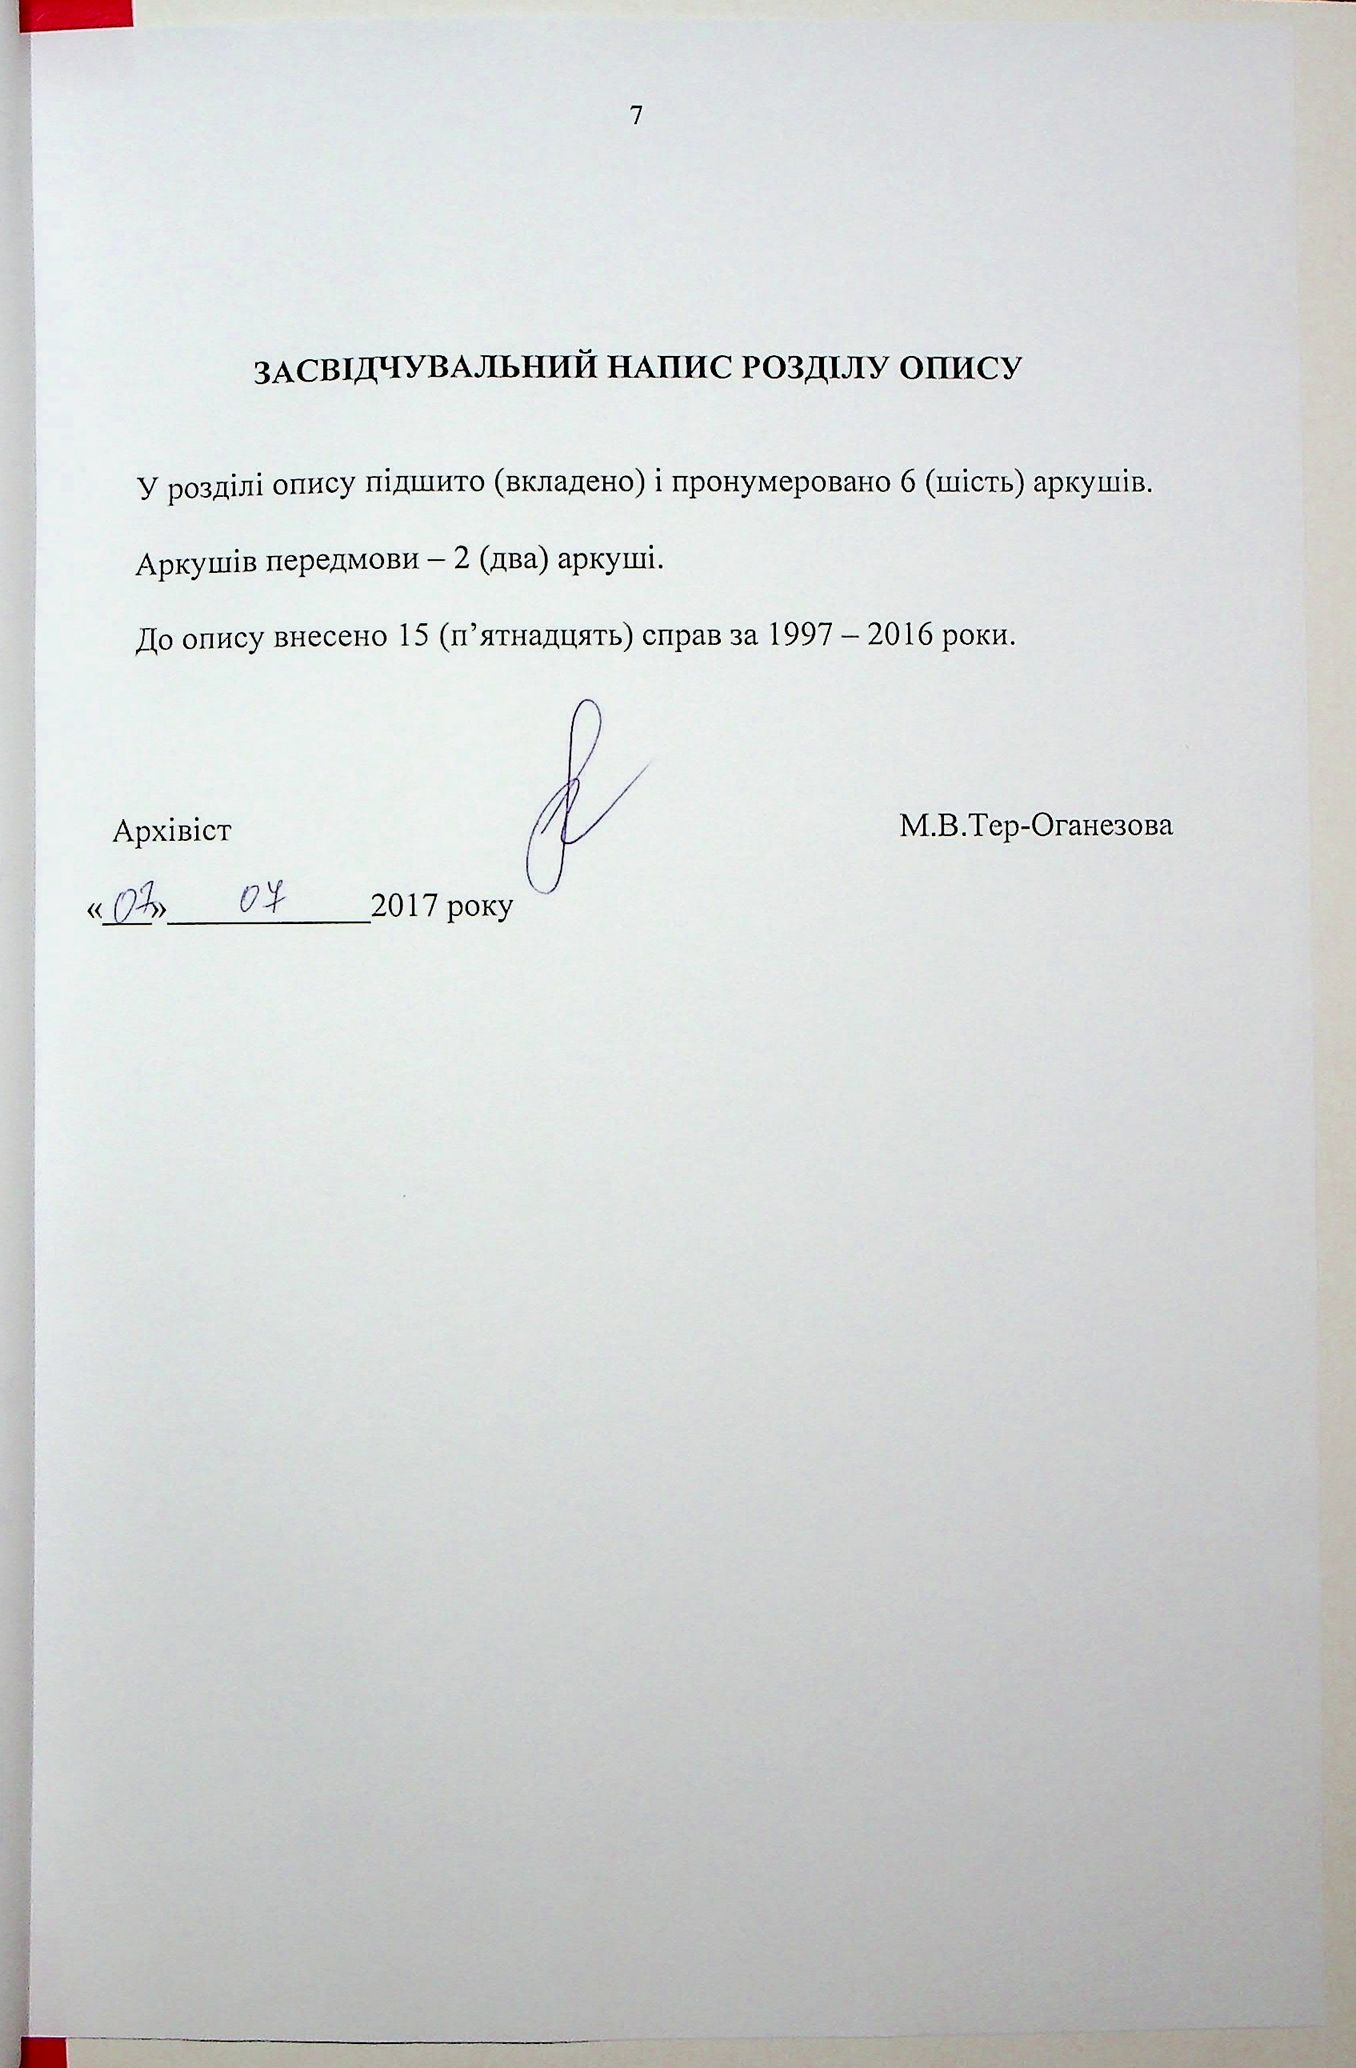 7
ЗАСВІДЧУВАЛЬНИЙ НАПИС РОЗДІЛУ ОПИСУ
У розділі опису підшито (вкладено) і пронумеровано 6 (шість) аркушів.
Аркушів передмови – 2 (два) аркуші.
До опису внесено 15 (п’ятнадцять) справ за 1997 – 2016 роки.
Архівіст М.В.Тер-Оганезова
«07» 07 2017 року